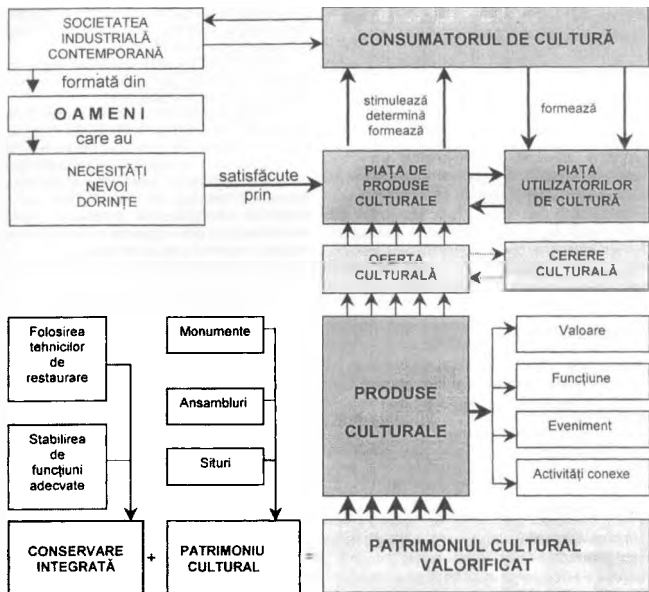 SOCIETATEA
INDUSTRIALĂ
CONTEMPORANĂ
CONSUMATORUL DE CULTURĂ
formată din
OAMENI
care au
stimulează
determină
formează
formează
NECESITĂȚI
NEVOI
DORINȚE
satisfăcute
prin
PIAȚA DE
PRODUSE
CULTURALE
PIAȚA
UTILIZATORILOR
DE CULTURĂ
OFERTA
CULTURALĂ
CERERE
CULTURALĂ
Folosirea
tehnicilor
de
restaurare
Monumente
Valoare
Funcțiune
Ansambluri
PRODUSE
CULTURALE
Eveniment
Stabilirea
de
funcțiuni
adecvate
Situri
Activități conexe
CONSERVARE
INTEGRATĂ
+
PATRIMONIU
CULTURAL
=
PATRIMONIUL CULTURAL
VALORIFICAT